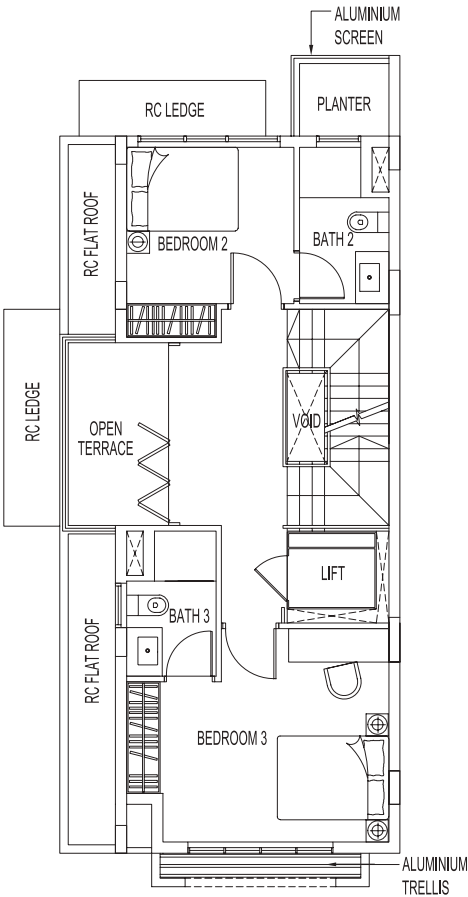 ALUMINIUM
SCREEN
RC LEDGE
PLANTER
RC FLAT ROOF
BEDROOM 2
BATH 2
RC LEDGE
OPEN
TERRACE
VOID
LIFT
BATH 3
RC FLAT ROOF
BEDROOM 3
ALUMINIUM
TRELLIS